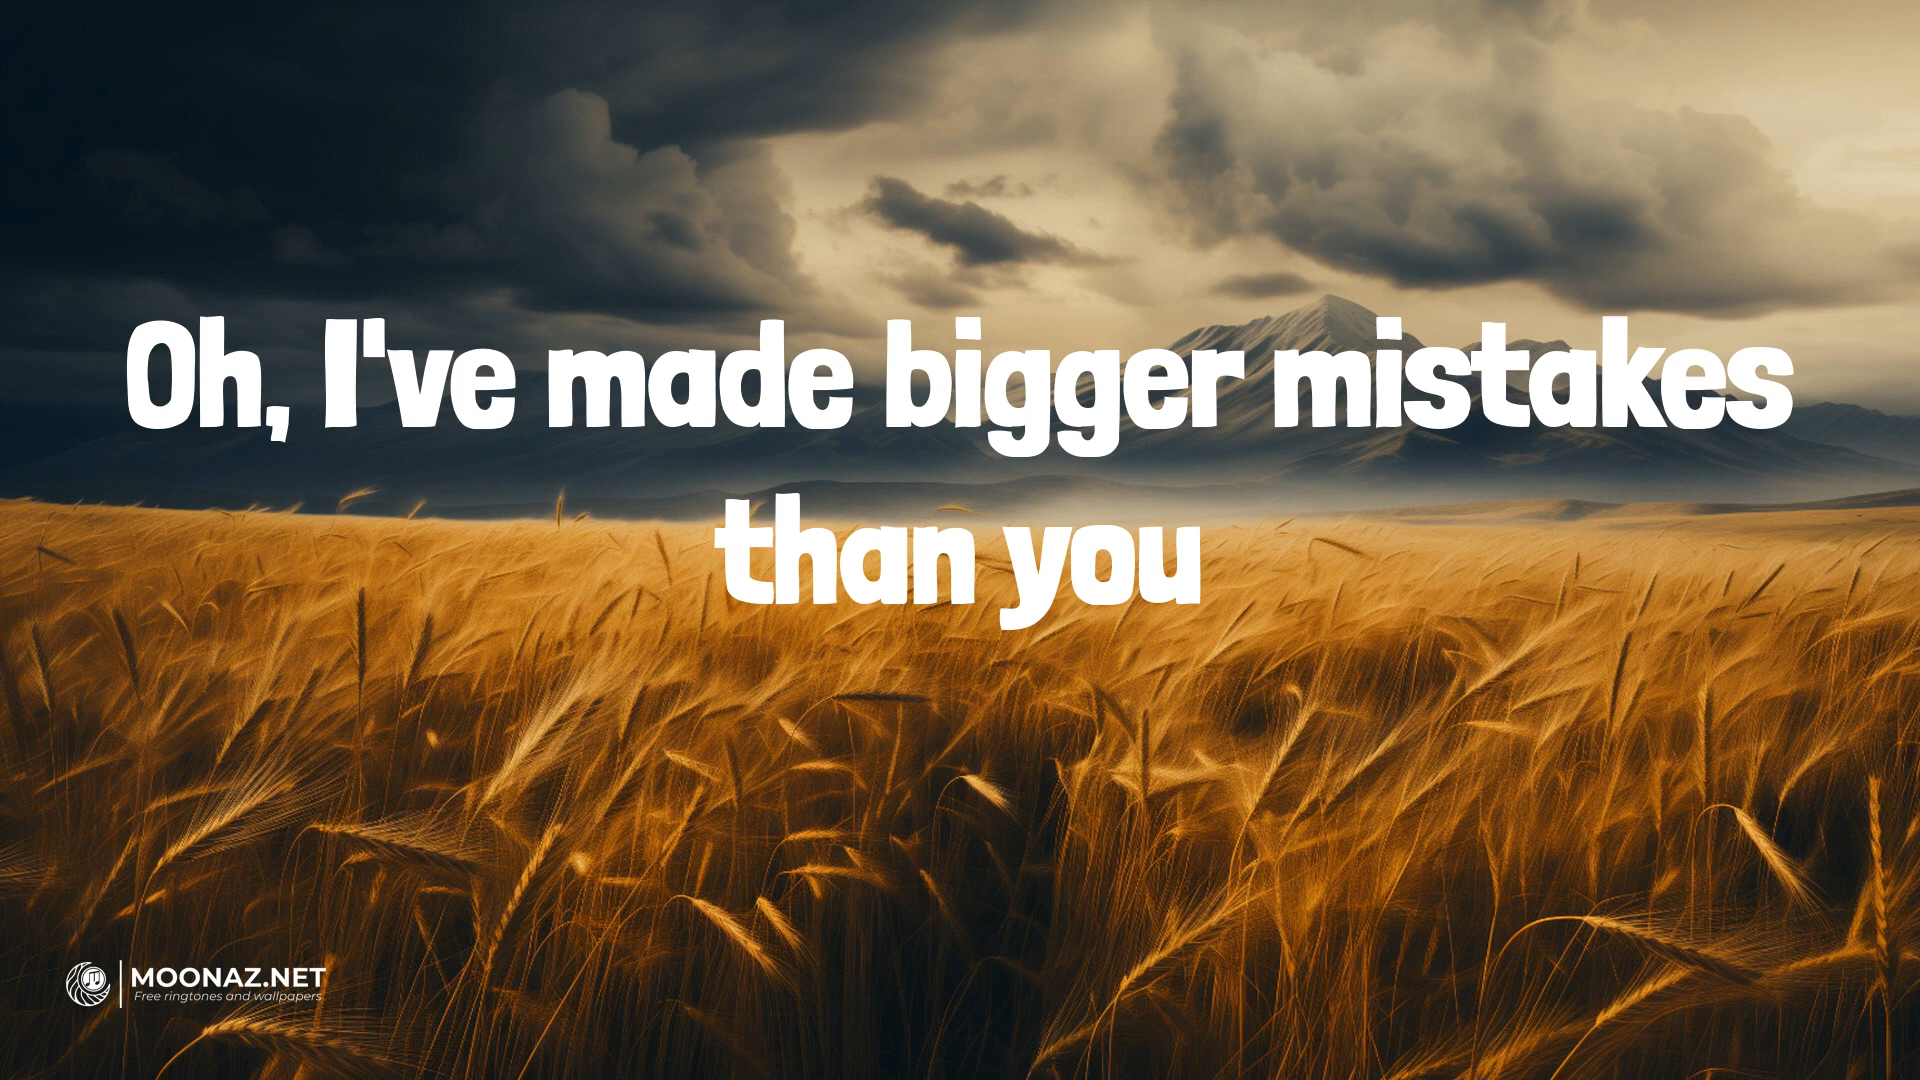 Oh, I've made bigger mistakes
than you
MOONAZ.NET
Free ringtones and wallpapers